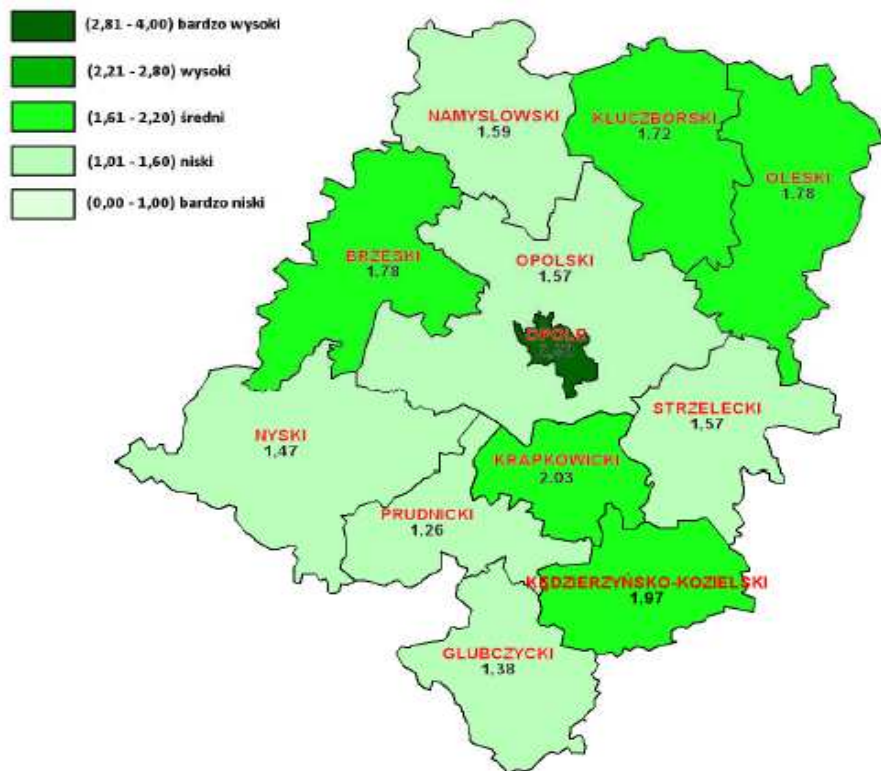 (2,81 - 4,00) bardzo wysoki
(2,21 - 2,80) wysoki
(1,61 - 2,20) średni
(1,01 - 1,60) niski
(0,00 - 1,00) bardzo niski
NAMYSLOWSKI
1.59
KLUCZBORSKI
1.72
OLESKI
1.78
BRZESKI
1.78
OPOLSKI
1,57
OPOLE
STRZELECKI
1,57
NYSKI
1,47
KRAPKOWICKI
2.03
PRUDNICKI
1.26
KĘDZIERZYŃSKO-KOZIELSKI
1,97
GLUBCZYCKI
1,38